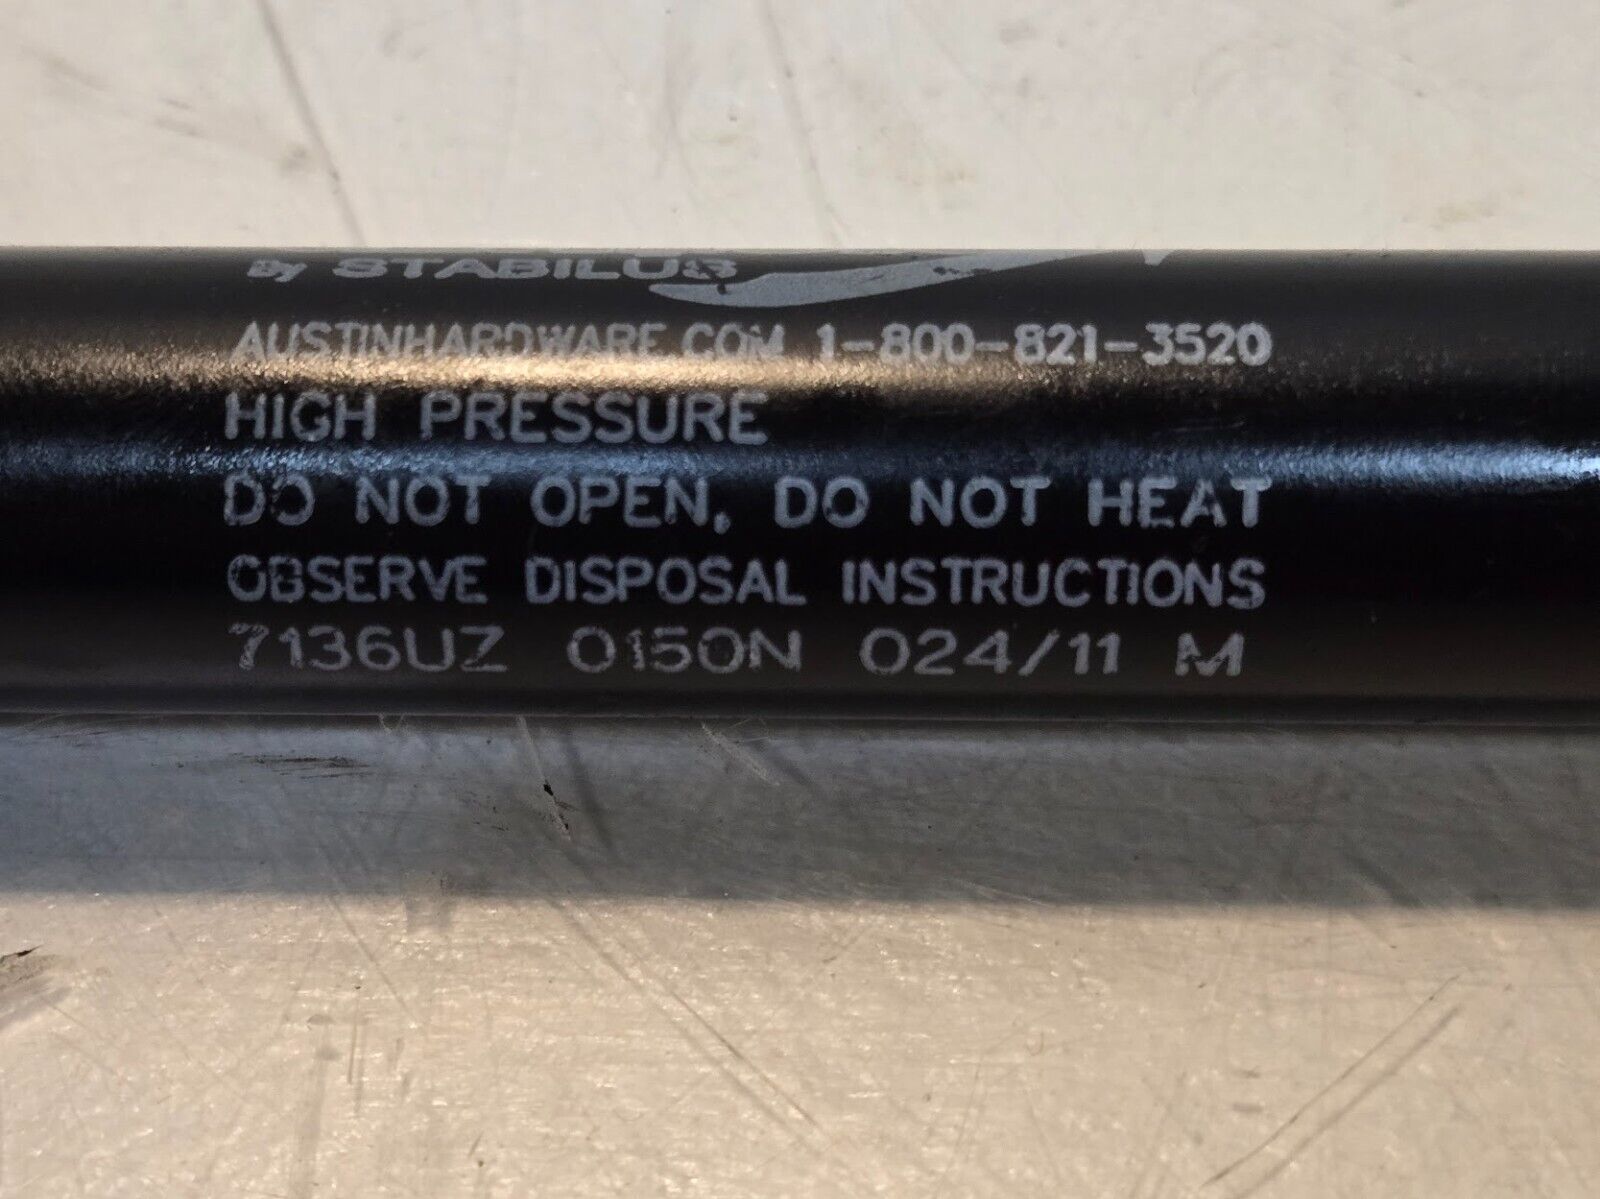 By STABILUS
AUSTINHARDWARE.COM 1-800-821-3520
HIGH PRESSURE
DO NOT OPEN, DO NOT HEAT
OBSERVE DISPOSAL INSTRUCTIONS
7136UZ 0150N 024/11 M